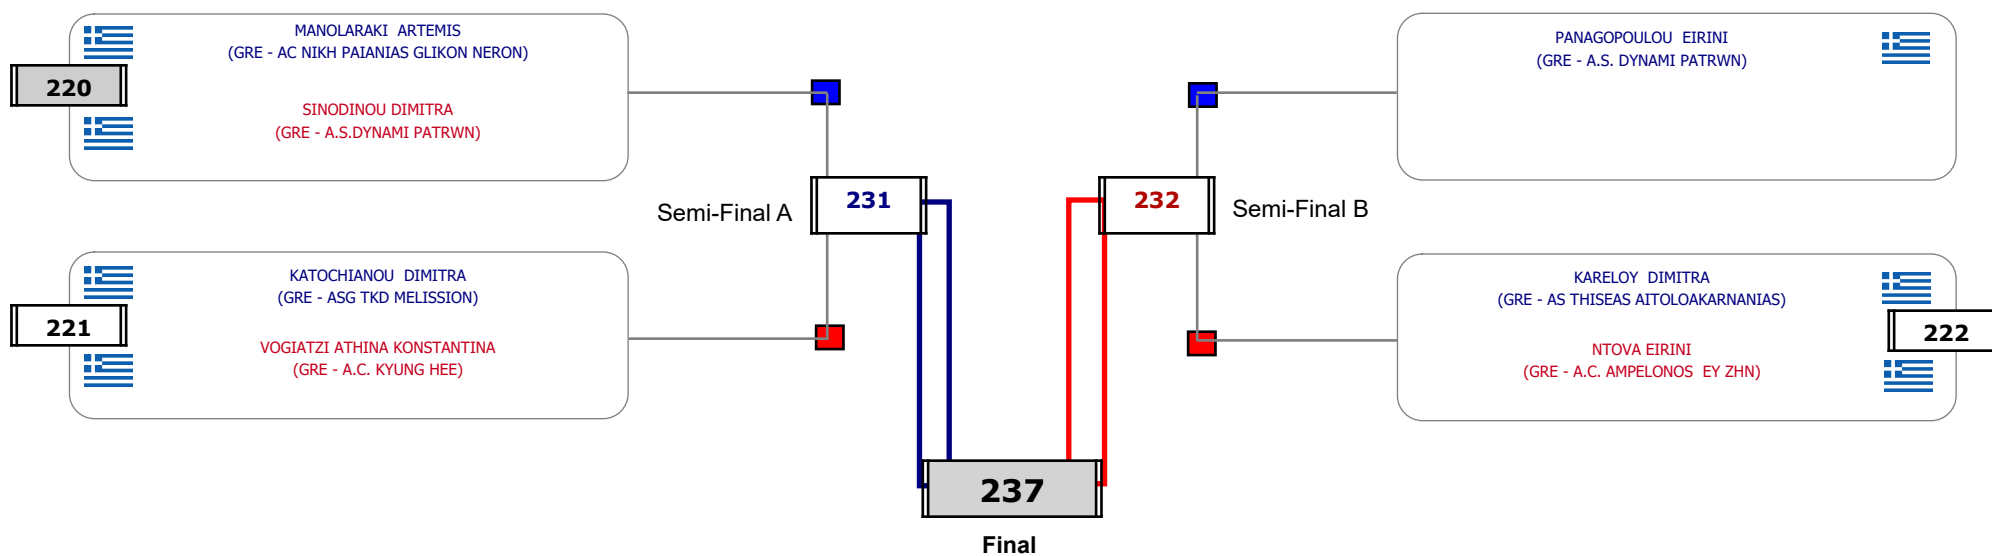 MANOLARAKI  ARTEMIS
(GRE - AC NIKH PAIANIAS GLIKON NERON)
220
SINODINOU DIMITRA
(GRE - A.S.DYNAMI PATRWN)
PANAGOPOULOU  EIRINI
(GRE - A.S. DYNAMI PATRWN)
Semi-Final A
231
232
Semi-Final B
KATOCHIANOU  DIMITRA
(GRE - ASG TKD MELISSION)
221
VOGIATZI ATHINA KONSTANTINA
(GRE - A.C. KYUNG HEE)
KARELOY  DIMITRA
(GRE - AS THISEAS AITOLOAKARNANIAS)
222
NTOVA EIRINI
(GRE - A.C. AMPELONOS  EY ZHN)
237
Final